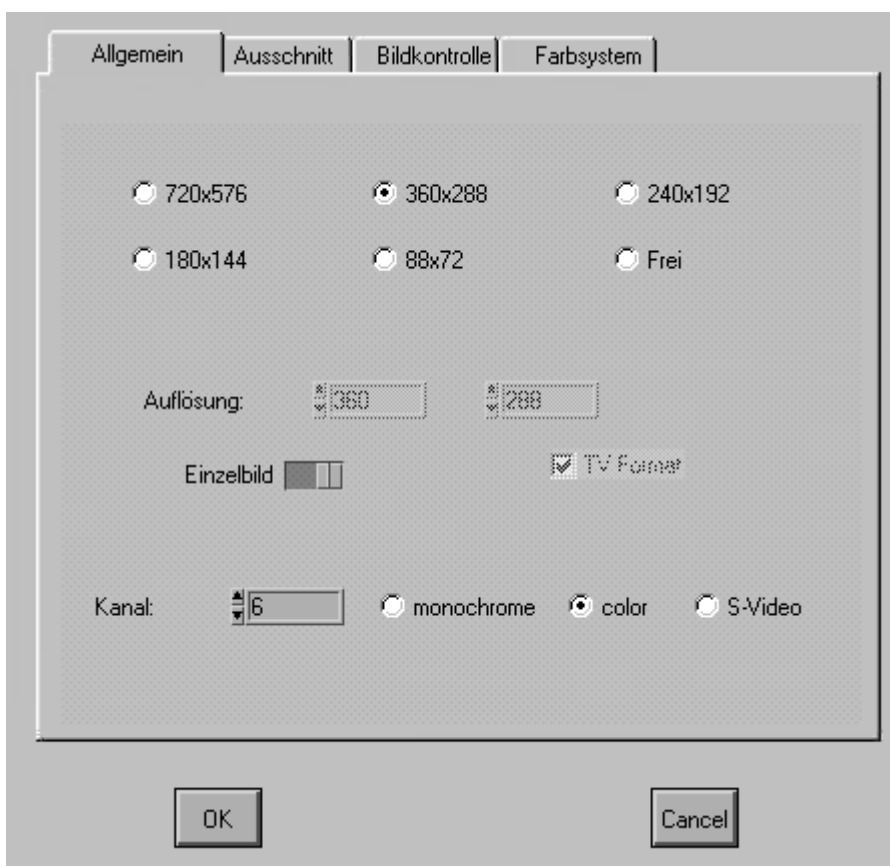 Allgemein Ausschnitt Bildkontrolle Farbsystem
720x576 360x288 240x192
180x144 88x72 Frei
Auflösung: 360 288
Einzelbild TV Format
Kanal: 6 monochrome color S-Video
OK Cancel